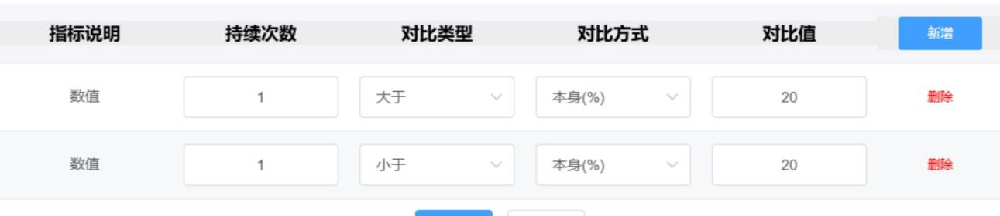 指标说明 持续次数 对比类型 对比方式 对比值 新增
数值 1 大于 本身(%) 20 删除
数值 1 小于 本身(%) 20 删除